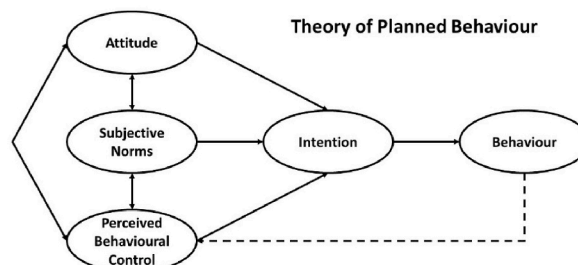 Theory of Planned Behaviour
Attitude
Subjective
Norms
Intention
Behaviour
Perceived
Behavioural
Control